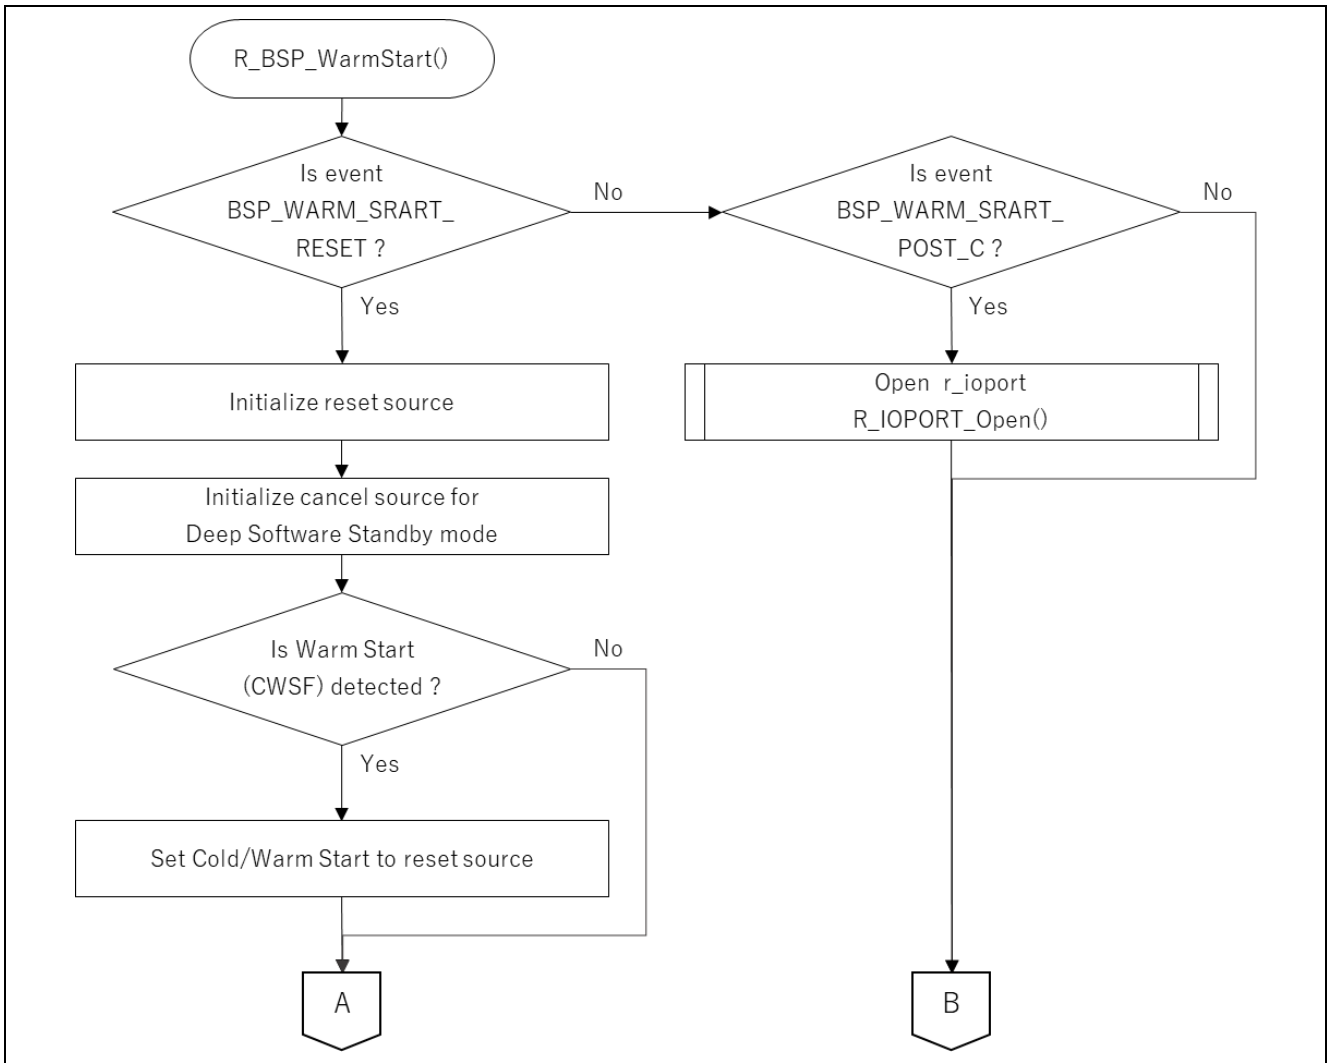 R_BSP_WarmStart()
Is event
BSP_WARM_SRART_
RESET ?
No
Yes
Is event
BSP_WARM_SRART_
POST_C ?
No
Yes
Initialize reset source
Open r_ioport
R_IOPORT_Open()
Initialize cancel source for
Deep Software Standby mode
Is Warm Start
(CWSF) detected ?
No
Yes
Set Cold/Warm Start to reset source
A
B